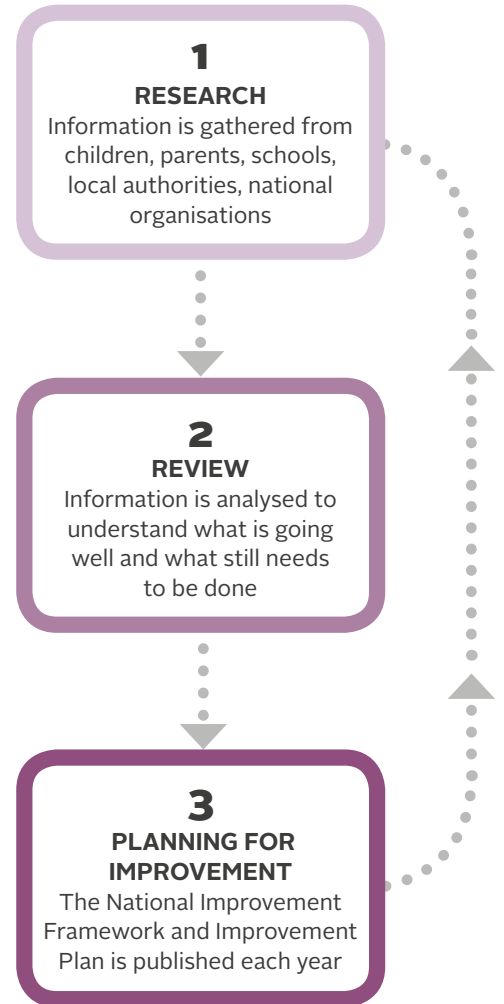 1
RESEARCH
Information is gathered from
children, parents, schools,
local authorities, national
organisations
2
REVIEW
Information is analysed to
understand what is going
well and what still needs
to be done
3
PLANNING FOR
IMPROVEMENT
The National Improvement
Framework and Improvement
Plan is published each year